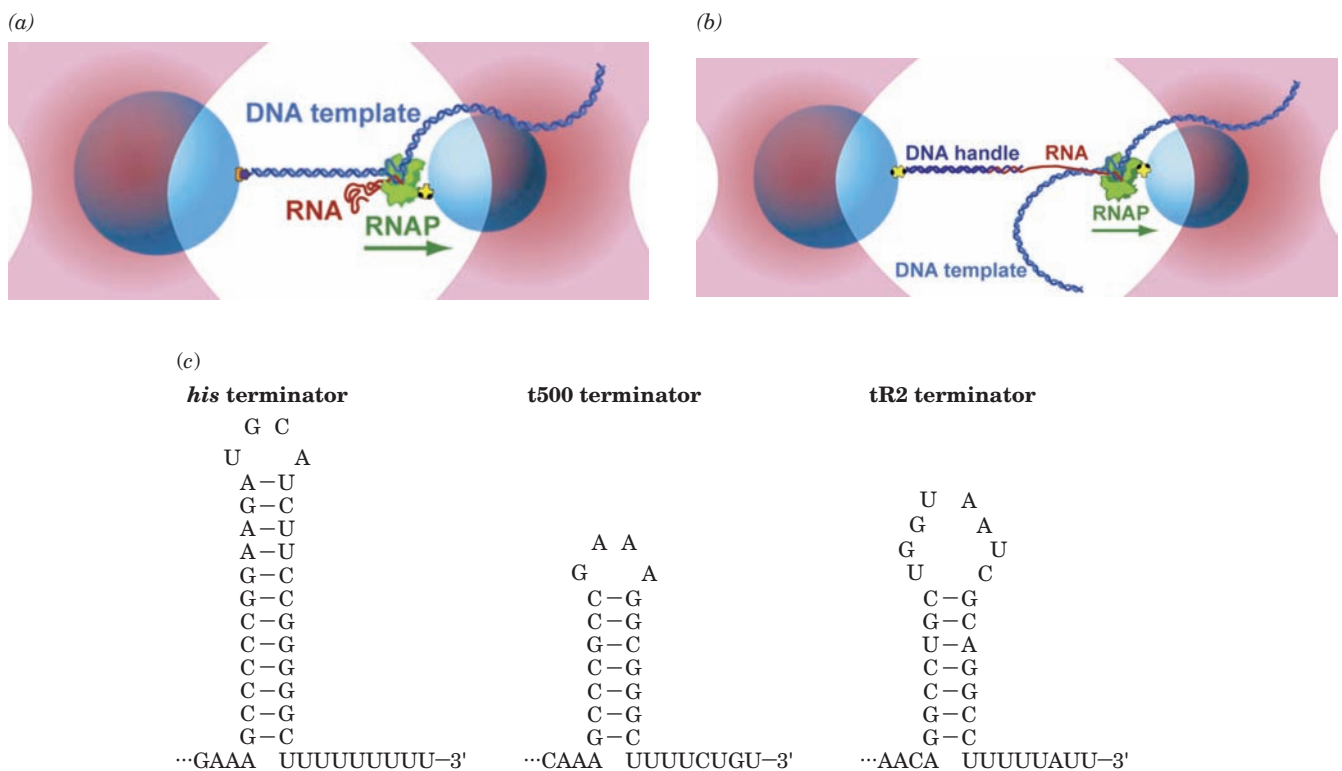 (a)
DNA template
RNA
RNAP
(b)
DNA handle
RNA
RNAP
DNA template
(c)
his terminator
G C
U A
A–U
G–C
A–U
A–U
G–C
G–C
C–G
C–G
C–G
C–G
C–G
G–C
···GAAA UUUUUUUUU–3'
t500 terminator
A A
G A
C–G
C–G
G–C
C–G
C–G
C–G
G–C
···CAAA UUUUCUGU–3'
tR2 terminator
U A
G A
G U
U C
C–G
G–C
U–A
C–G
C–G
G–C
G–C
···AACA UUUUUAUU–3'